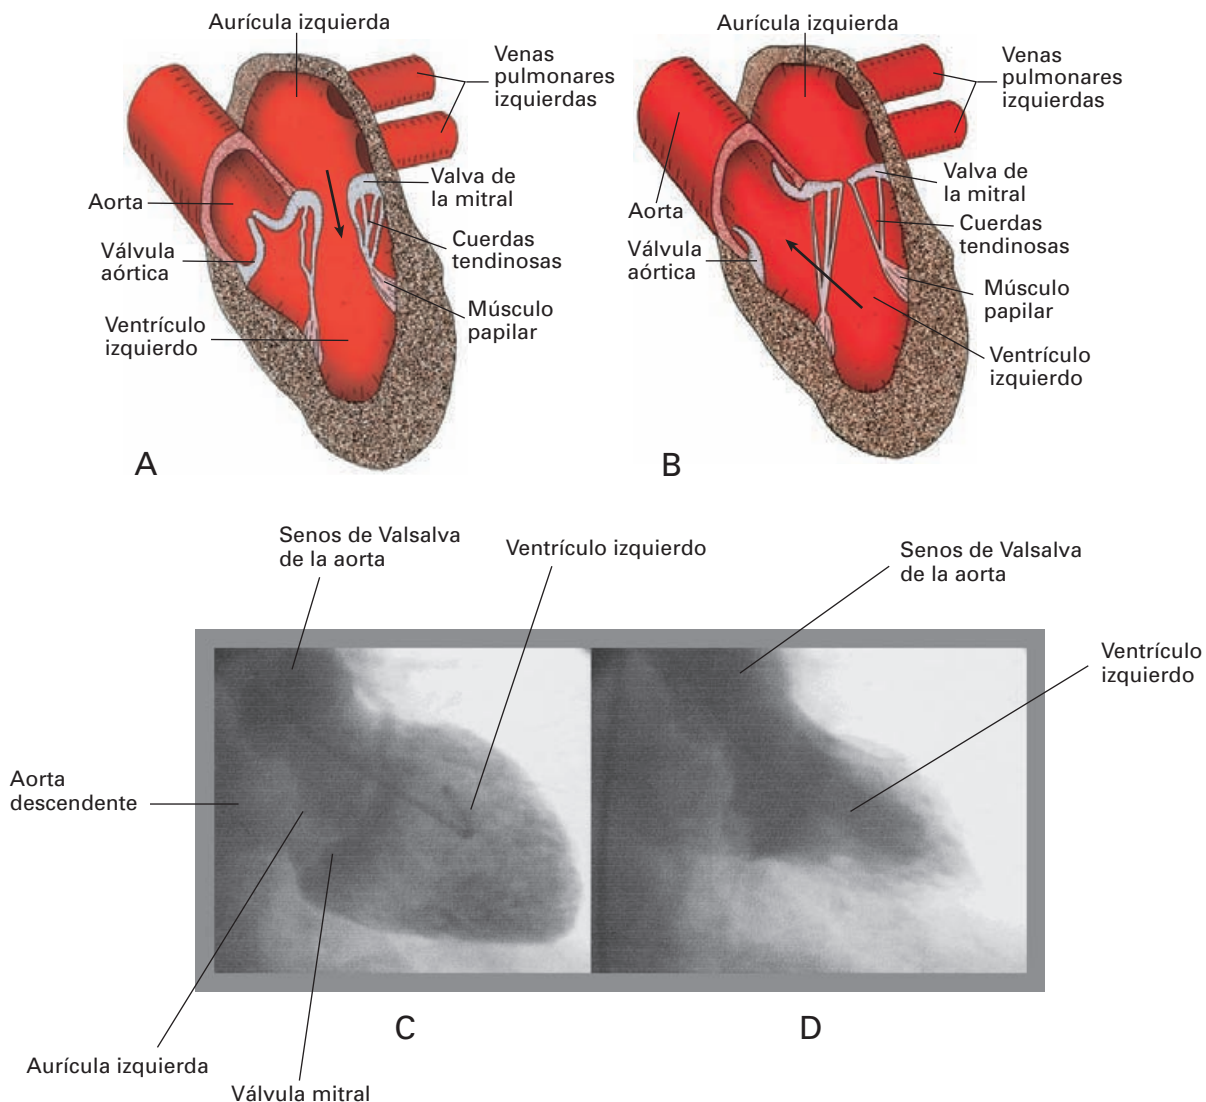 Aurícula izquierda
Venas
pulmonares
izquierdas
Valva de
la mitral
Aorta
Cuerdas
tendinosas
Válvula
aórtica
Músculo
papilar
Ventrículo
izquierdo
A
Aurícula izquierda
Venas
pulmonares
izquierdas
Valva de
la mitral
Aorta
Cuerdas
tendinosas
Válvula
aórtica
Músculo
papilar
Ventrículo
izquierdo
B
Senos de Valsalva
de la aorta
Ventrículo izquierdo
Aorta
descendente
Aurícula izquierda
Válvula mitral
C
Senos de Valsalva
de la aorta
Ventrículo
izquierdo
D